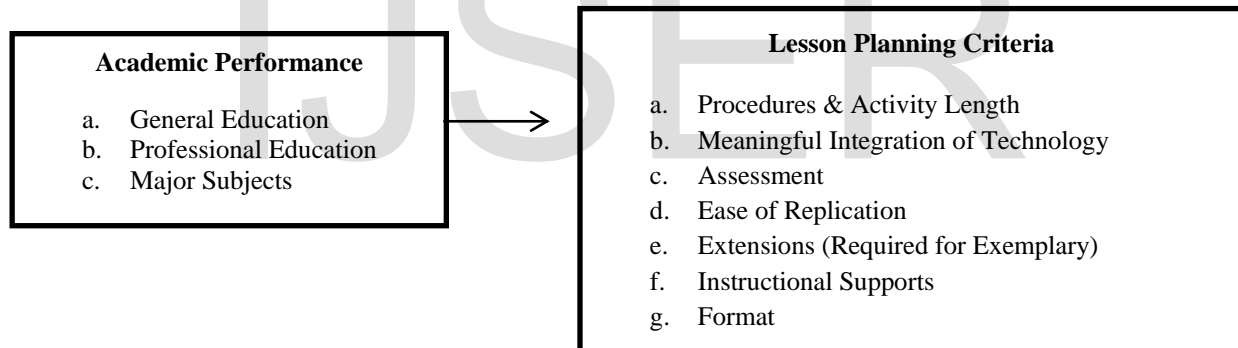 IJSER
Academic Performance
a. General Education
b. Professional Education
c. Major Subjects
Lesson Planning Criteria
a. Procedures & Activity Length
b. Meaningful Integration of Technology
c. Assessment
d. Ease of Replication
e. Extensions (Required for Exemplary)
f. Instructional Supports
g. Format